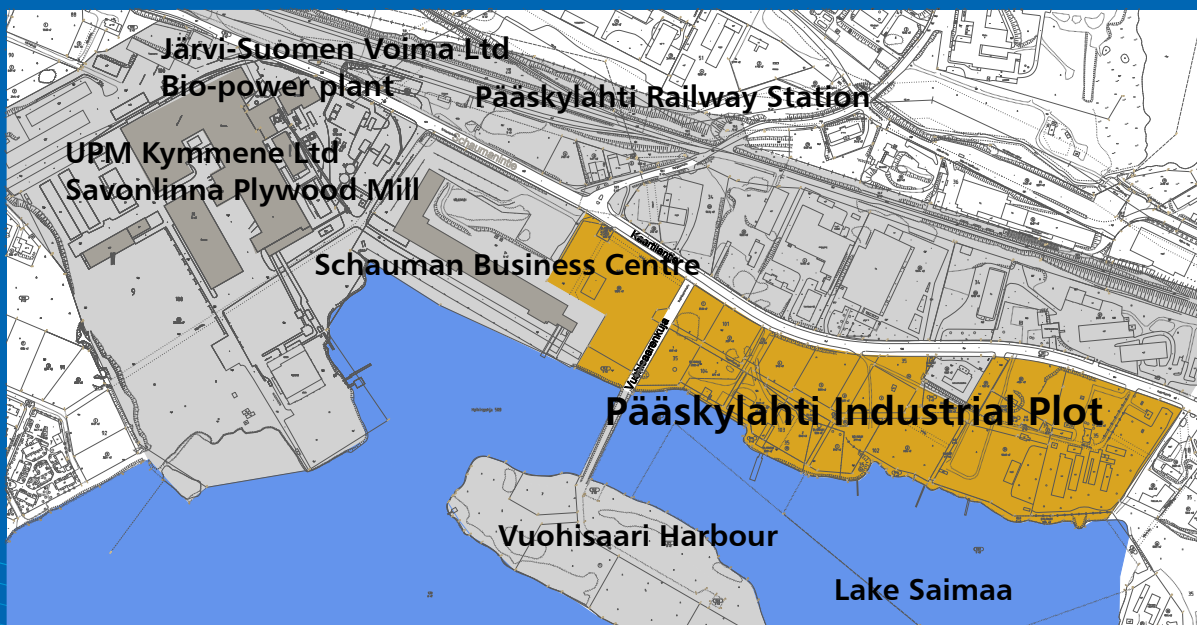 Järvi-Suomen Voima Ltd
Bio-power plant
Pääskylahti Railway Station
Schaumanintie
UPM Kymmene Ltd
Savonlinna Plywood Mill
Schauman Business Centre
Vuohisaarenkuja
Pääskylahti Industrial Plot
Vuohisaari Harbour
Lake Saimaa